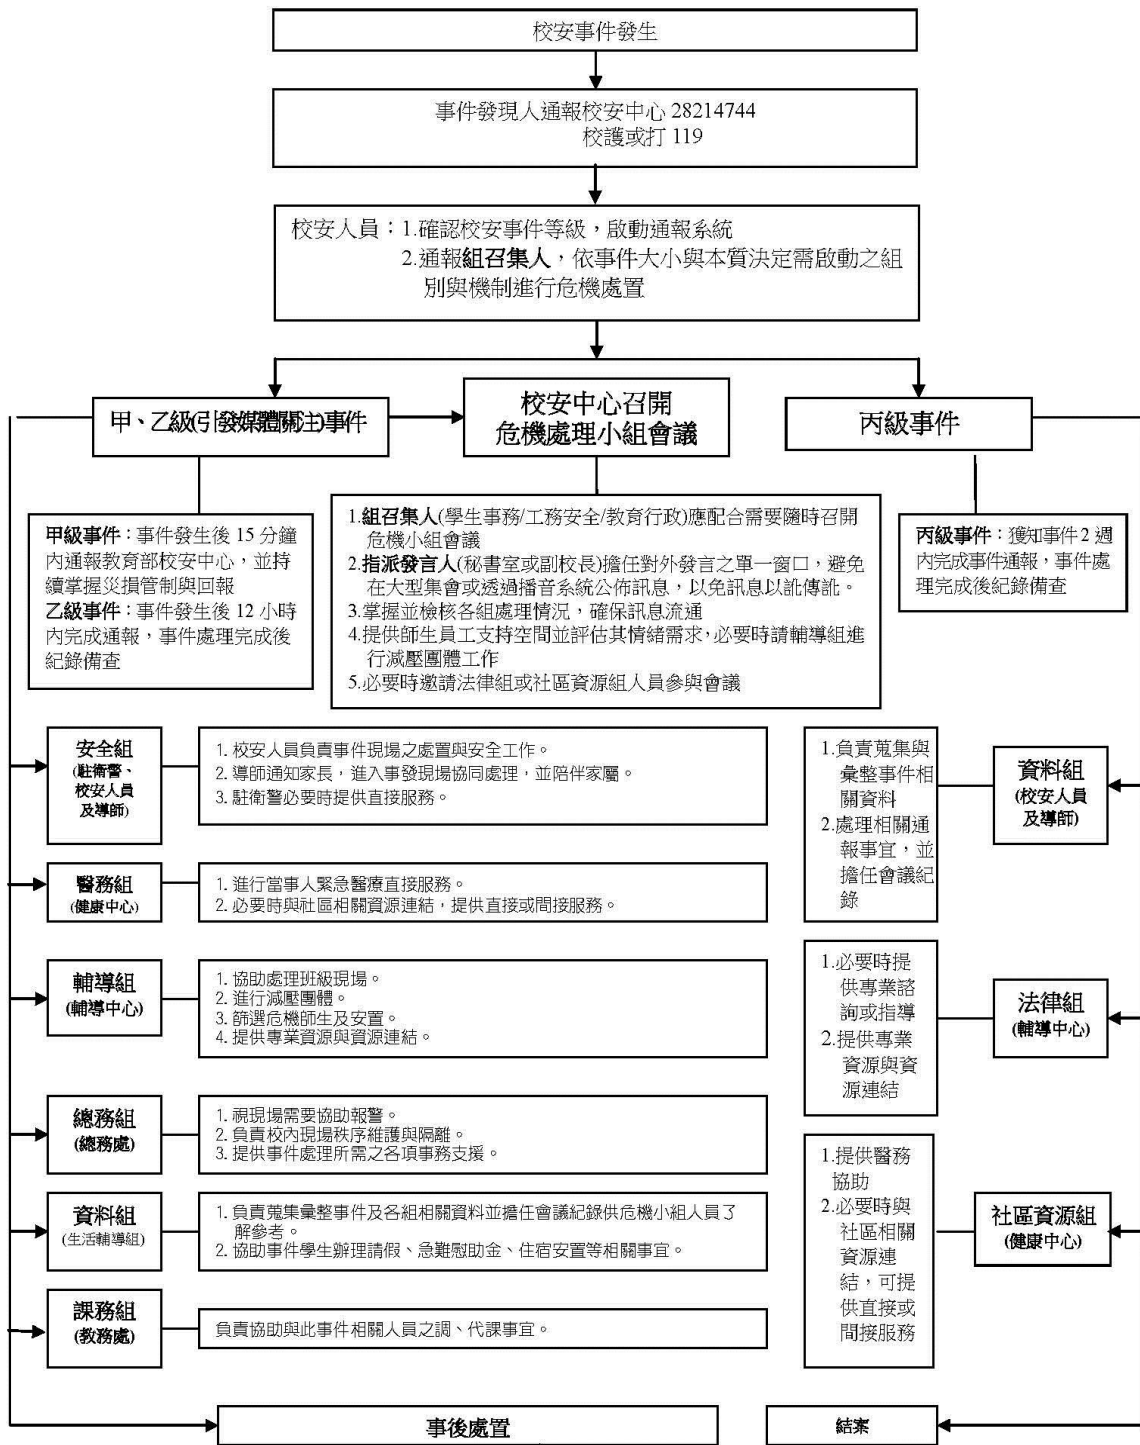 校安事件發生
事件發現人通報校安中心 28214744
校護或打 119
校安人員：1.確認校安事件等級，啟動通報系統
2.通報組召集人，依事件大小與本質決定需啟動之組
別與機制進行危機處置
甲、乙級(引發媒體關注)事件
校安中心召開
危機處理小組會議
丙級事件
甲級事件：事件發生後 15 分鐘
內通報教育部校安中心，並持
續掌握災損管制與回報
乙級事件：事件發生後 12 小時
內完成通報，事件處理完成後
紀錄備查
1.組召集人(學生事務/工務安全/教育行政)應配合需要隨時召開
危機小組會議
2.指派發言人(秘書室或副校長)擔任對外發言之單一窗口，避免
在大型集會或透過播音系統公佈訊息，以免訊息以訛傳訛。
3.掌握並檢核各組處理情況，確保訊息流通
4.提供師生員工支持空間並評估其情緒需求，必要時請輔導組進
行減壓團體工作
5.必要時邀請法律組或社區資源組人員參與會議
丙級事件：獲知事件 2 週
內完成事件通報，事件處
理完成後紀錄備查
安全組
(駐衛警、
校安人員
及導師)
1. 校安人員負責事件現場之處置與安全工作。
2. 導師通知家長，進入事發現場協同處理，並陪伴家屬。
3. 駐衛警必要時提供直接服務。
醫務組
(健康中心)
1. 進行當事人緊急醫療直接服務。
2. 必要時與社區相關資源連結，提供直接或間接服務。
輔導組
(輔導中心)
1. 協助處理班級現場。
2. 進行減壓團體。
3. 篩選危機師生及安置。
4. 提供專業資源與資源連結。
總務組
(總務處)
1. 視現場需要協助報警。
2. 負責校內現場秩序維護與隔離。
3. 提供事件處理所需之各項事務支援。
資料組
(生活輔導組)
1. 負責蒐集彙整事件及各組相關資料並擔任會議紀錄供危機小組人員了
解參考。
2. 協助事件學生辦理請假、急難慰助金、住宿安置等相關事宜。
課務組
(教務處)
負責協助與此事件相關人員之調、代課事宜。
1.負責蒐集與
彙整事件相
關資料
2.處理相關通
報事宜，並
擔任會議紀
錄
資料組
(校安人員
及導師)
1.必要時提
供專業諮
詢或指導
2.提供專業
資源與資
源連結
法律組
(輔導中心)
1.提供醫務
協助
2.必要時與
社區相關
資源連
結，可提
供直接或
間接服務
社區資源組
(健康中心)
事後處置
結案